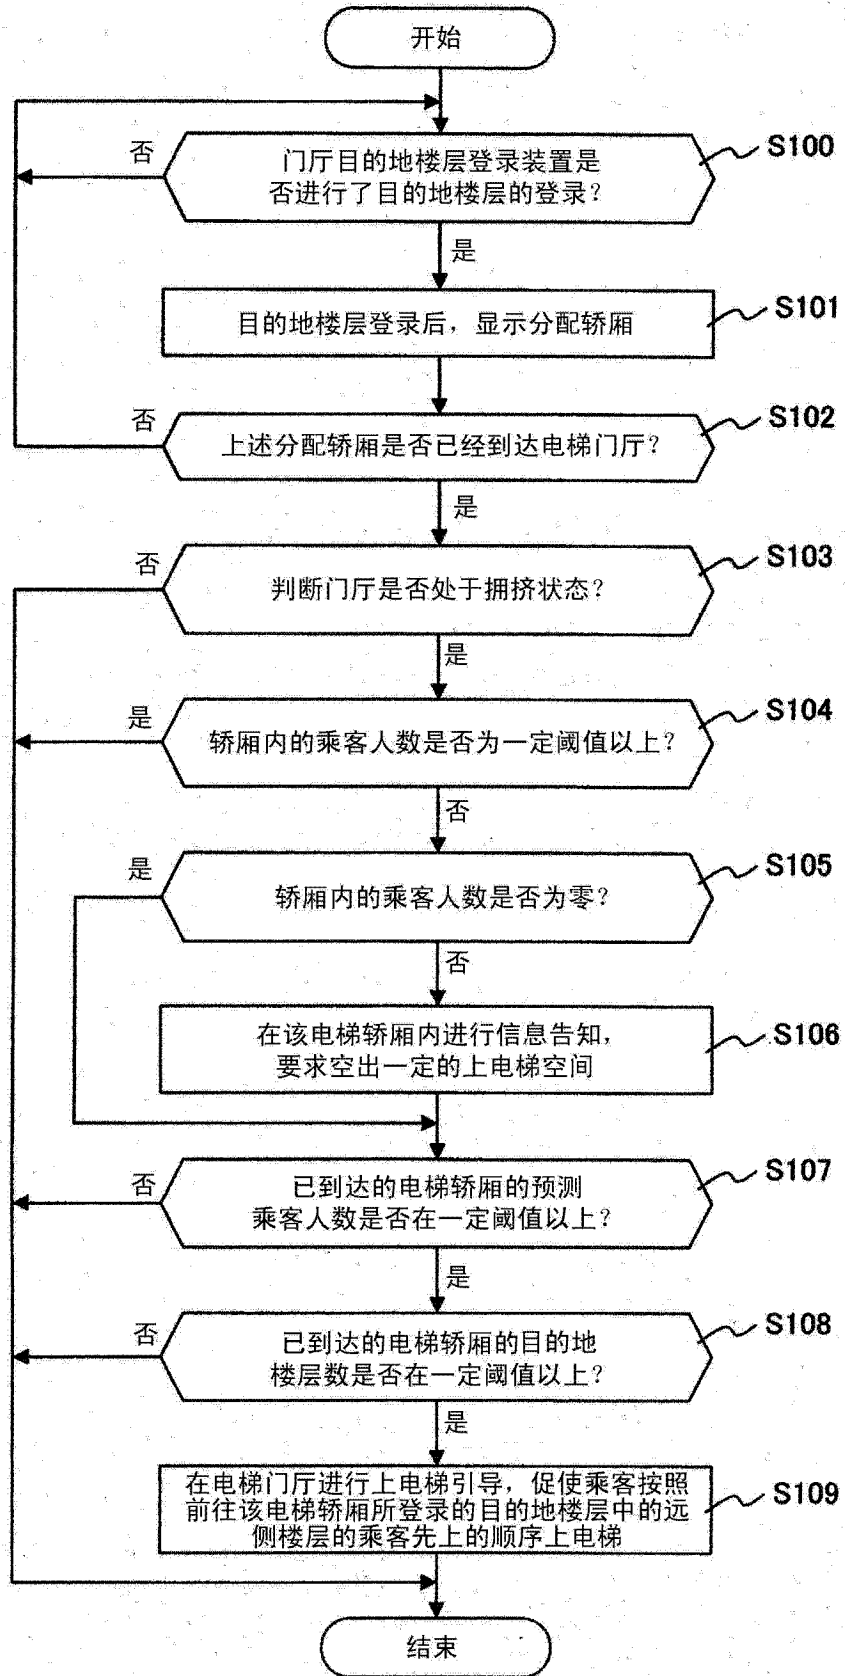 开始
否
门厅目的地楼层登录装置是
否进行了目的地楼层的登录？
S100
是
目的地楼层登录后，显示分配轿厢
S101
否
上述分配轿厢是否已经到达电梯门厅？
S102
是
否
判断门厅是否处于拥挤状态？
S103
是
是
轿厢内的乘客人数是否为一定阈值以上？
S104
否
是
轿厢内的乘客人数是否为零？
S105
否
在该电梯轿厢内进行信息告知，
要求空出一定的上电梯空间
S106
否
已到达的电梯轿厢的预测
乘客人数是否在一定阈值以上？
S107
是
否
已到达的电梯轿厢的目的地
楼层数是否在一定阈值以上？
S108
是
在电梯门厅进行上电梯引导，促使乘客按照
前往该电梯轿厢所登录的目的地楼层中的远
侧楼层的乘客先上的顺序上电梯
S109
结束